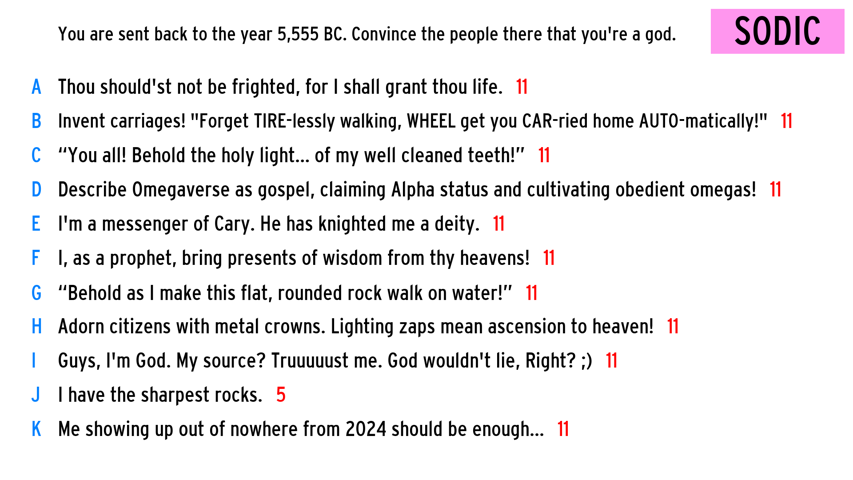 You are sent back to the year 5,555 BC. Convince the people there that you're a god.
SODIC
A Thou should'st not be frighted, for I shall grant thou life. 11
B Invent carriages! "Forget TIRE-lessly walking, WHEEL get you CAR-ried home AUTO-matically!" 11
C “You all! Behold the holy light... of my well cleaned teeth!” 11
D Describe Omegaverse as gospel, claiming Alpha status and cultivating obedient omegas! 11
E I'm a messenger of Cary. He has knighted me a deity. 11
F I, as a prophet, bring presents of wisdom from thy heavens! 11
G “Behold as I make this flat, rounded rock walk on water!” 11
H Adorn citizens with metal crowns. Lighting zaps mean ascension to heaven! 11
I Guys, I'm God. My source? Truuuuust me. God wouldn't lie, Right? ;) 11
J I have the sharpest rocks. 5
K Me showing up out of nowhere from 2024 should be enough... 11